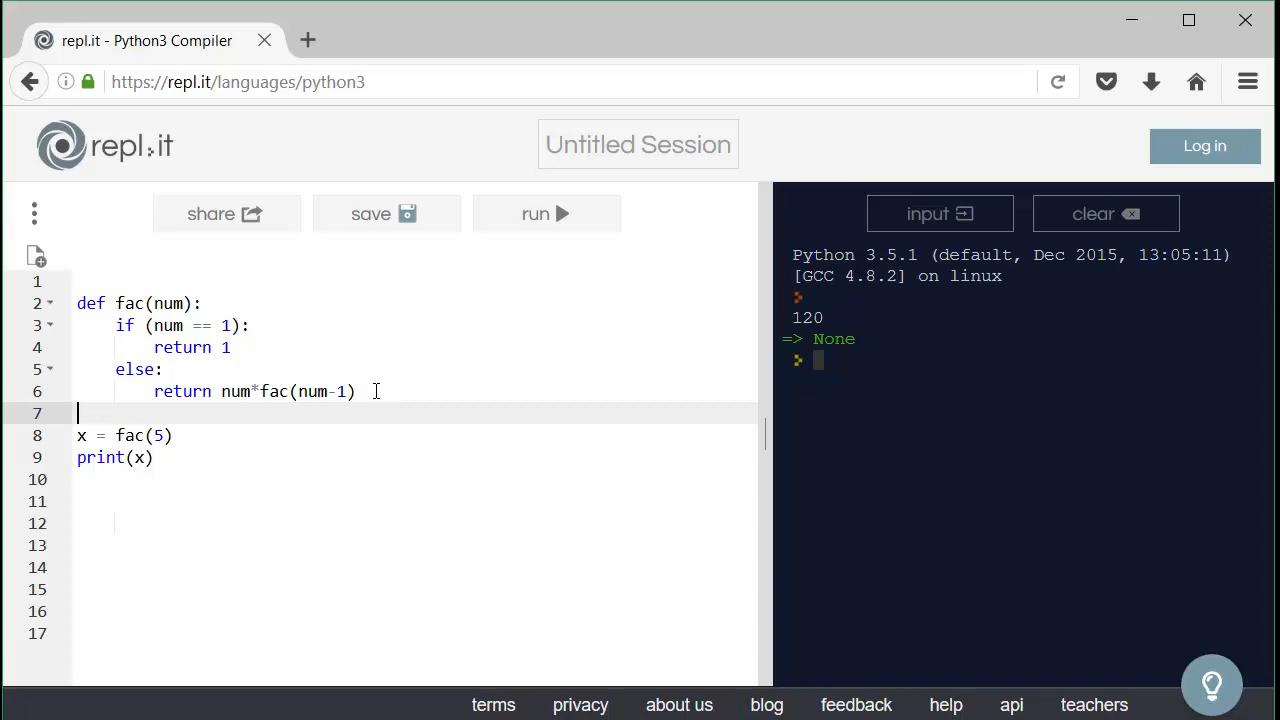 repl.it - Python3 Compiler
https://repl.it/languages/python3
repl.it
Untitled Session
Log in
share
save
run
input
clear
1
2 def fac(num):
3     if (num == 1):
4         return 1
5     else:
6         return num*fac(num-1)
7
8 x = fac(5)
9 print(x)
10
11
12
13
14
15
16
17
Python 3.5.1 (default, Dec 2015, 13:05:11)
[GCC 4.8.2] on linux
120
=> None
terms privacy about us blog feedback help api teachers